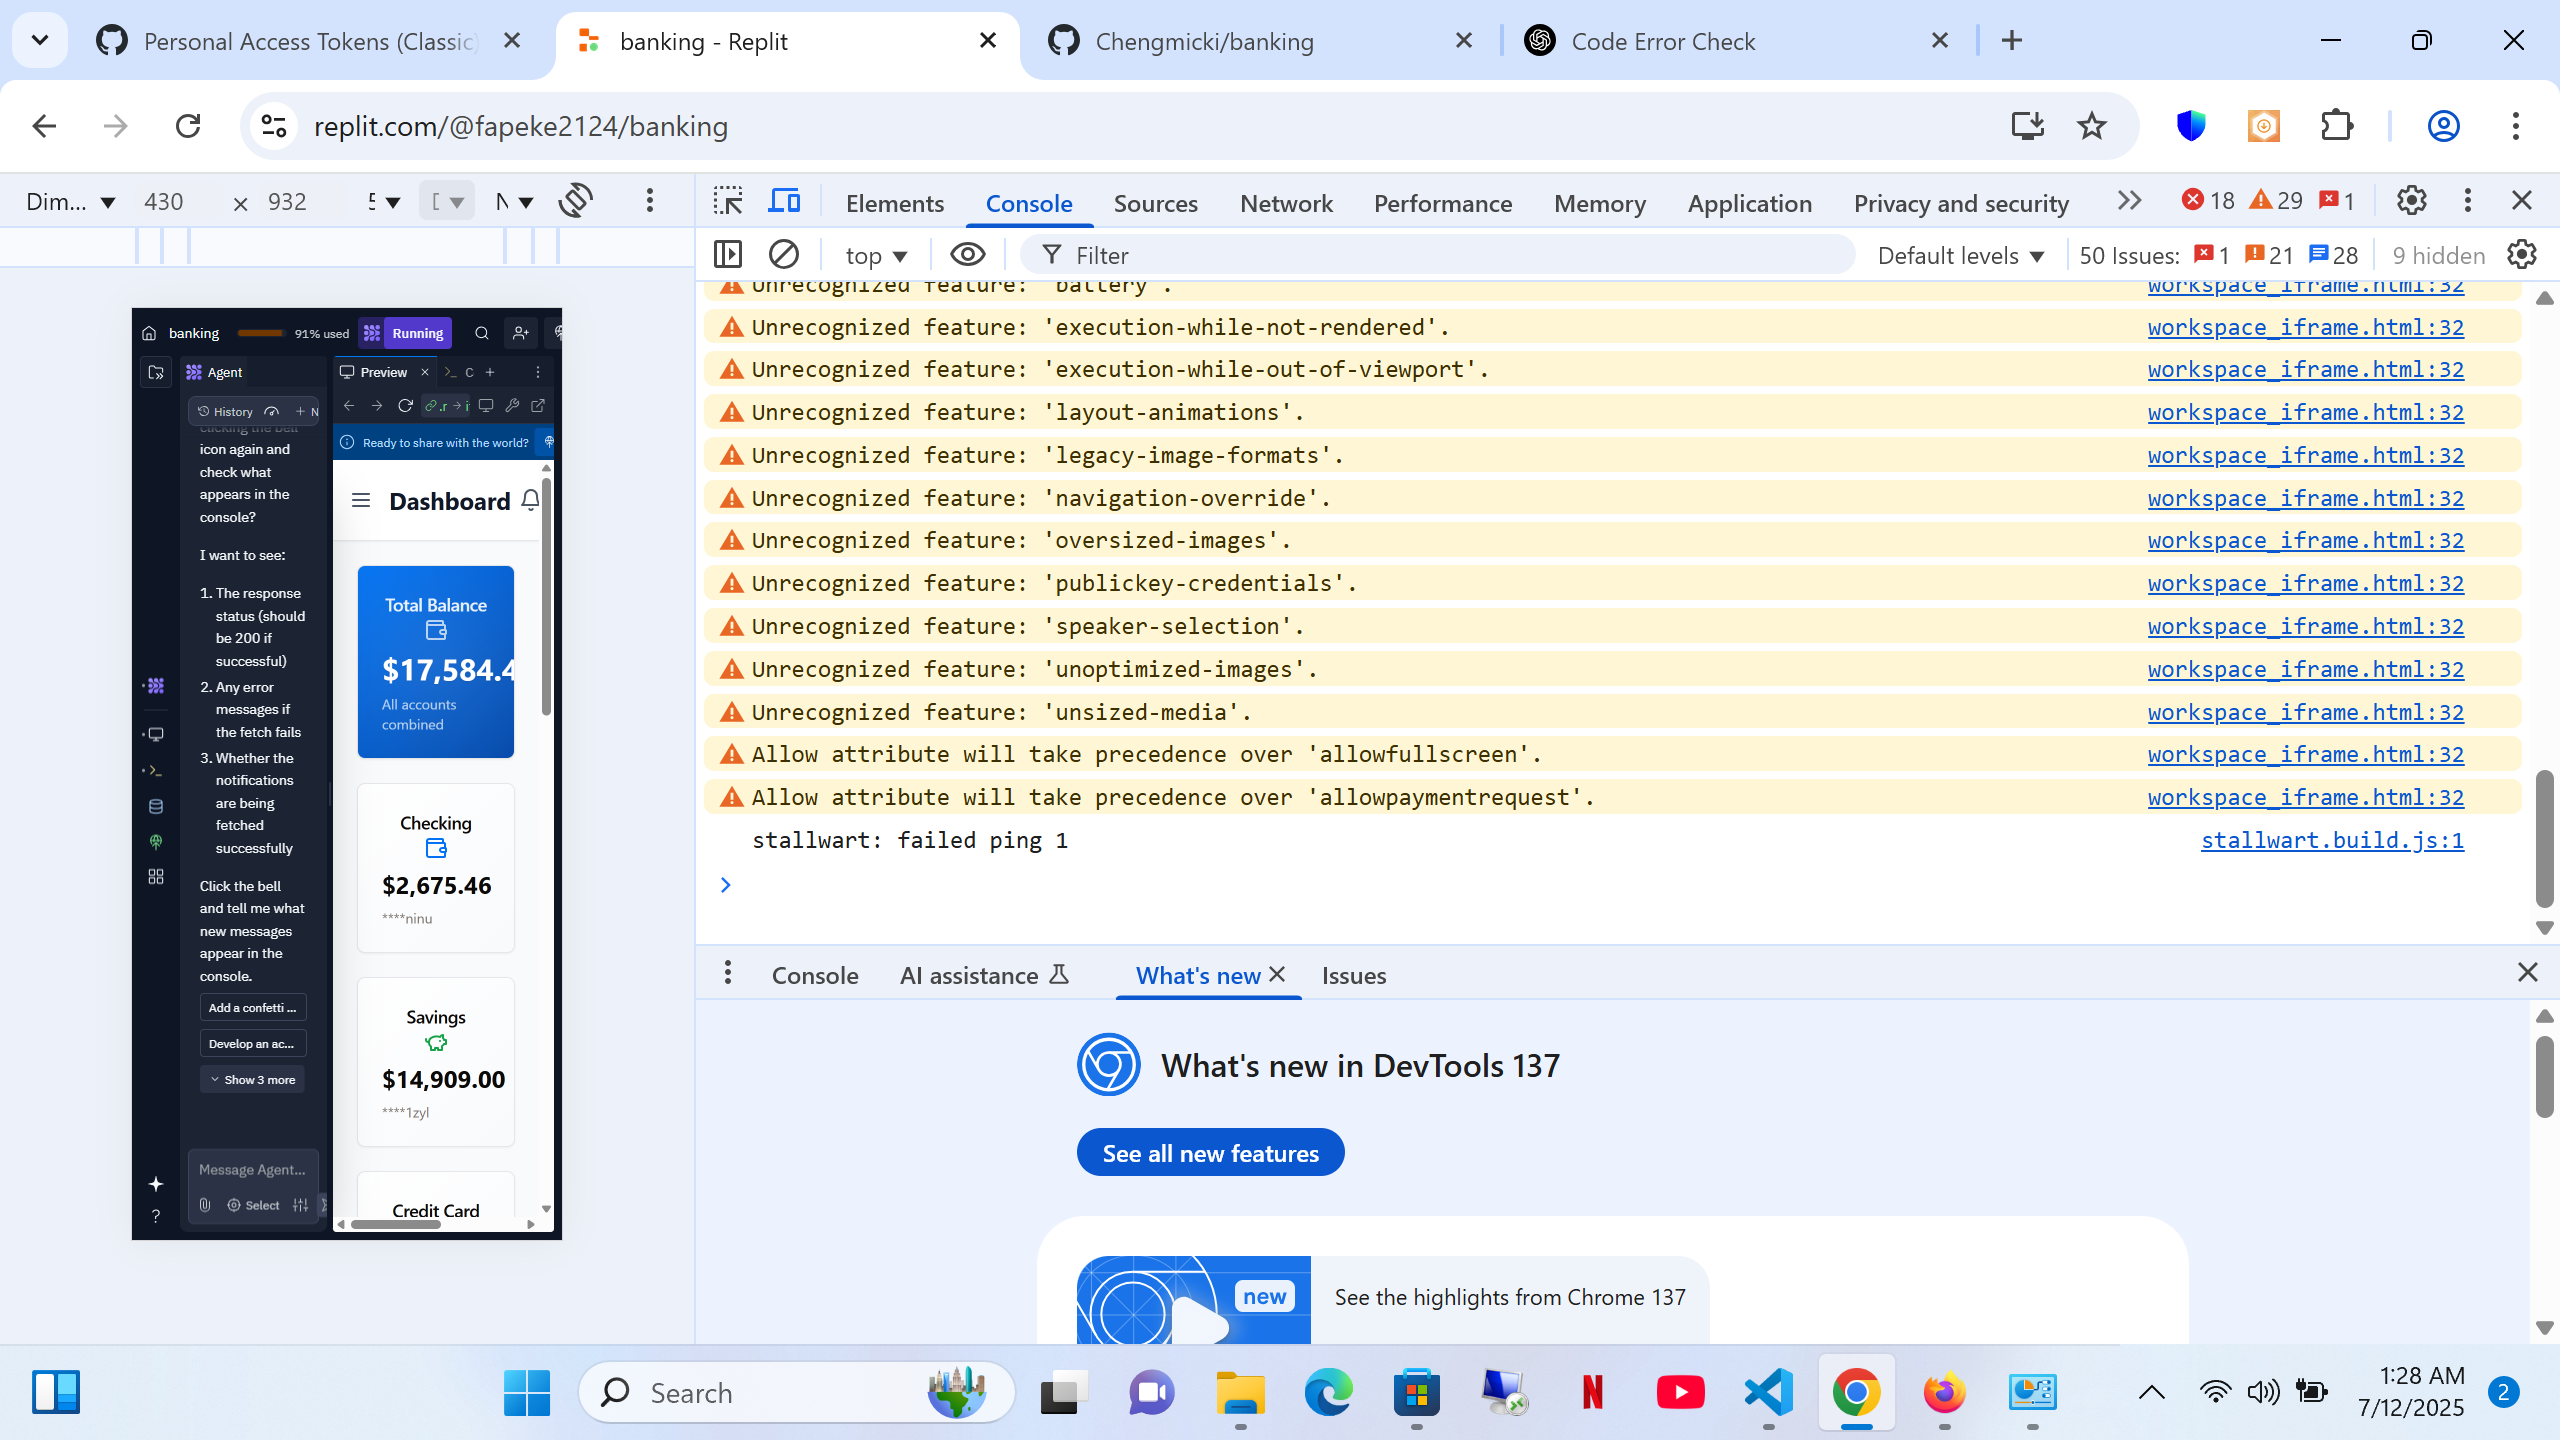 Personal Access Tokens (Classic)
banking - Replit
Chengmicki/banking
Code Error Check
replit.com/@fapeke2124/banking
Dim...
430
×
932
Elements
Console
Sources
Network
Performance
Memory
Application
Privacy and security
18
29
1
top
Filter
Default levels
50 Issues:
1
21
28
9 hidden
Unrecognized feature: 'battery'. workspace_iframe.html:32
Unrecognized feature: 'execution-while-not-rendered'. workspace_iframe.html:32
Unrecognized feature: 'execution-while-out-of-viewport'. workspace_iframe.html:32
Unrecognized feature: 'layout-animations'. workspace_iframe.html:32
Unrecognized feature: 'legacy-image-formats'. workspace_iframe.html:32
Unrecognized feature: 'navigation-override'. workspace_iframe.html:32
Unrecognized feature: 'oversized-images'. workspace_iframe.html:32
Unrecognized feature: 'publickey-credentials'. workspace_iframe.html:32
Unrecognized feature: 'speaker-selection'. workspace_iframe.html:32
Unrecognized feature: 'unoptimized-images'. workspace_iframe.html:32
Unrecognized feature: 'unsized-media'. workspace_iframe.html:32
Allow attribute will take precedence over 'allowfullscreen'. workspace_iframe.html:32
Allow attribute will take precedence over 'allowpaymentrequest'. workspace_iframe.html:32
stallwart: failed ping 1 stallwart.build.js:1
banking
91% used
Running
Agent
Preview
C
History
N
clicking the bell
icon again and
check what
appears in the
console?
I want to see:
1. The response
status (should
be 200 if
successful)
2. Any error
messages if
the fetch fails
3. Whether the
notifications
are being
fetched
successfully
Click the bell
and tell me what
new messages
appear in the
console.
Add a confetti ...
Develop an ac...
Show 3 more
Message Agent...
Select
?
Ready to share with the world?
Dashboard
Total Balance
$17,584.4
All accounts
combined
Checking
$2,675.46
****ninu
Savings
$14,909.00
****1zyl
Credit Card
Console
AI assistance
What's new
Issues
What's new in DevTools 137
See all new features
new
See the highlights from Chrome 137
Search
1:28 AM
7/12/2025
2